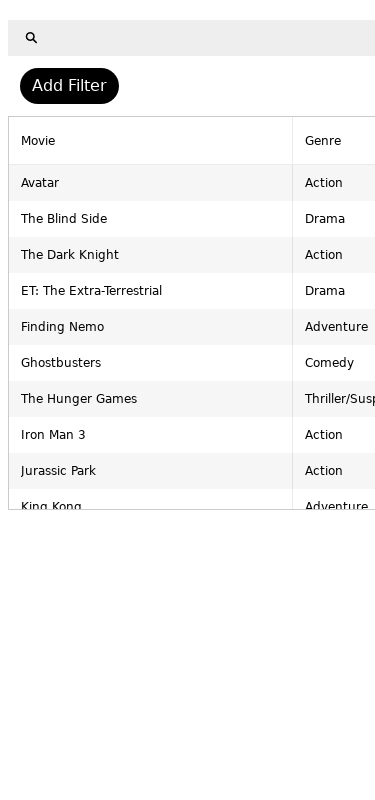 Add Filter
Movie Genre
Avatar Action
The Blind Side Drama
The Dark Knight Action
ET: The Extra-Terrestrial Drama
Finding Nemo Adventure
Ghostbusters Comedy
The Hunger Games Thriller/Susp
Iron Man 3 Action
Jurassic Park Action
King Kong Adventure